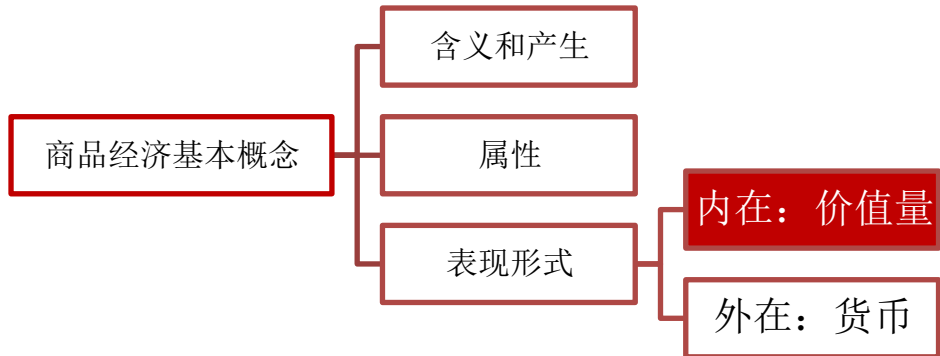 含义和产生
商品经济基本概念
属性
内在：价值量
表现形式
外在：货币